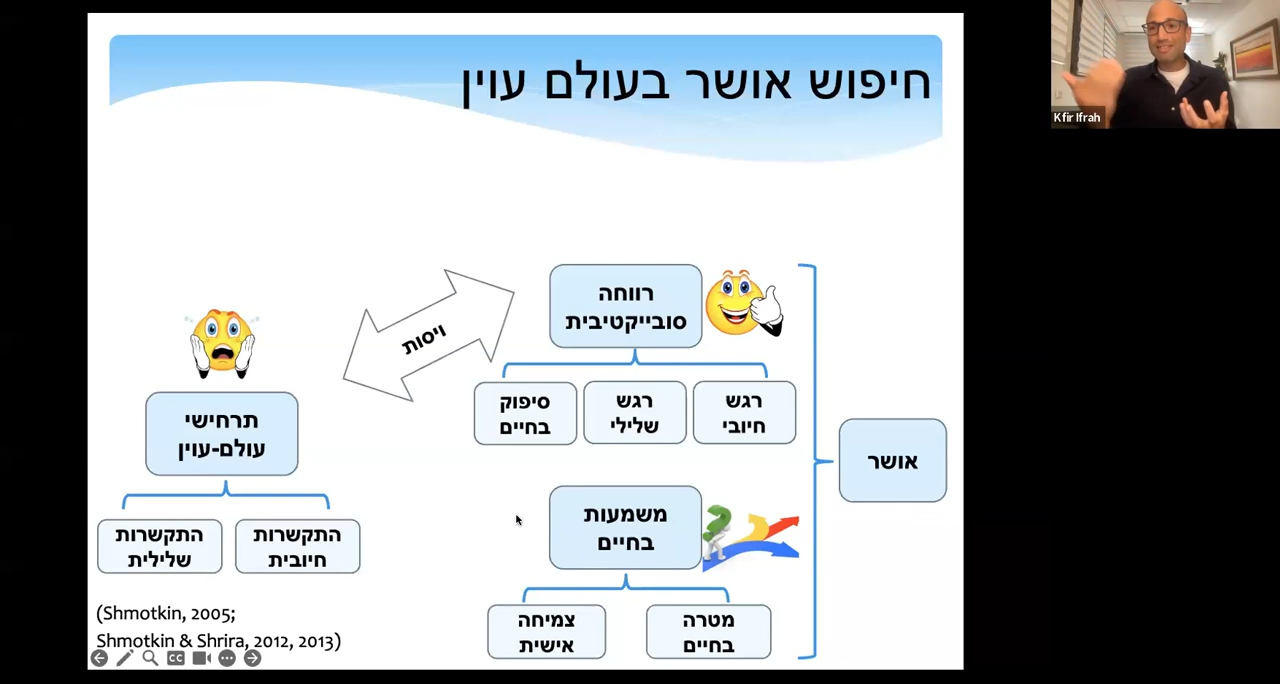 חיפוש אושר בעולם עוין
Kfir Ifrah
רווחה
סובייקטיבית
ויסות
רגש
חיובי
רגש
שלילי
סיפוק
בחיים
אושר
תרחישי
עולם-עוין
משמעות
בחיים
התקשרות
חיובית
התקשרות
שלילית
מטרה
בחיים
צמיחה
אישית
(Shmotkin, 2005;
Shmotkin & Shrira, 2012, 2013)
CC